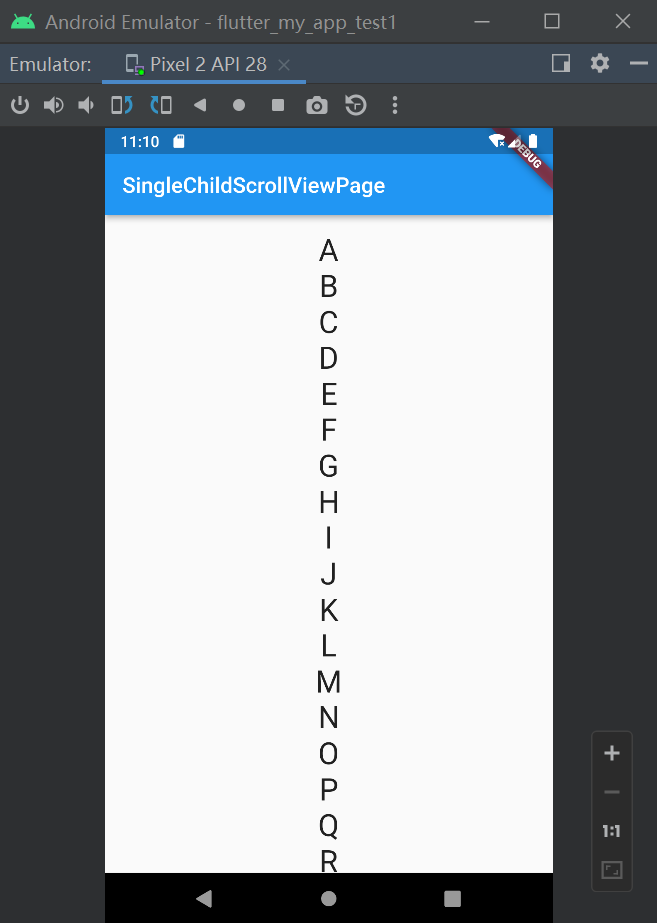 Android Emulator - flutter_my_app_test1
Emulator:
Pixel 2 API 28
11:10
DEBUG
SingleChildScrollViewPage
A
B
C
D
E
F
G
H
I
J
K
L
M
N
O
P
Q
R
1:1